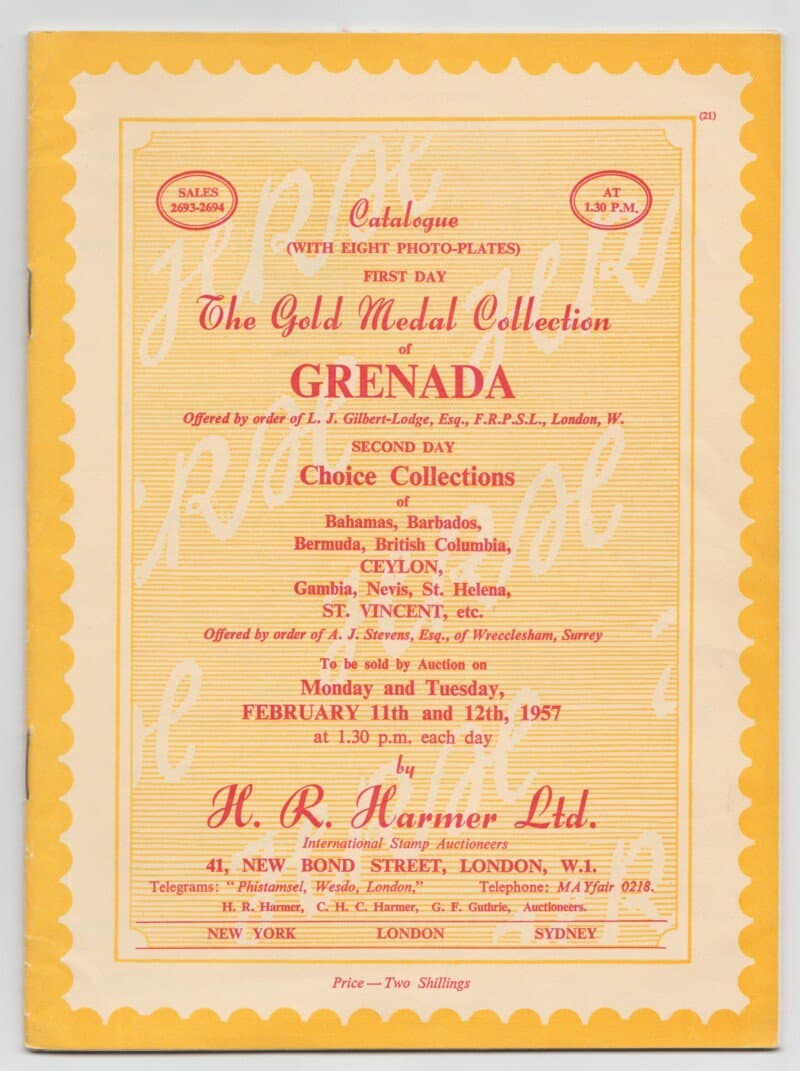 (21)
SALES
2693-2694
AT
1.30 P.M.
Catalogue
(WITH EIGHT PHOTO-PLATES)
FIRST DAY
The Gold Medal Collection
of
GRENADA
Offered by order of L. J. Gilbert-Lodge, Esq., F.R.P.S.L., London, W.
SECOND DAY
Choice Collections
of
Bahamas, Barbados,
Bermuda, British Columbia,
CEYLON,
Gambia, Nevis, St. Helena,
ST. VINCENT, etc.
Offered by order of A. J. Stevens, Esq., of Wrecclesham, Surrey
To be sold by Auction on
Monday and Tuesday,
FEBRUARY 11th and 12th, 1957
at 1.30 p.m. each day
by
H. R. Harmer Ltd.
International Stamp Auctioneers
41, NEW BOND STREET, LONDON, W.1.
Telegrams: "Phistamsel, Wesdo, London," Telephone: MAYfair 0218.
H. R. Harmer, C. H. C. Harmer, G. F. Guthrie, Auctioneers.
NEW YORK LONDON SYDNEY
Price — Two Shillings